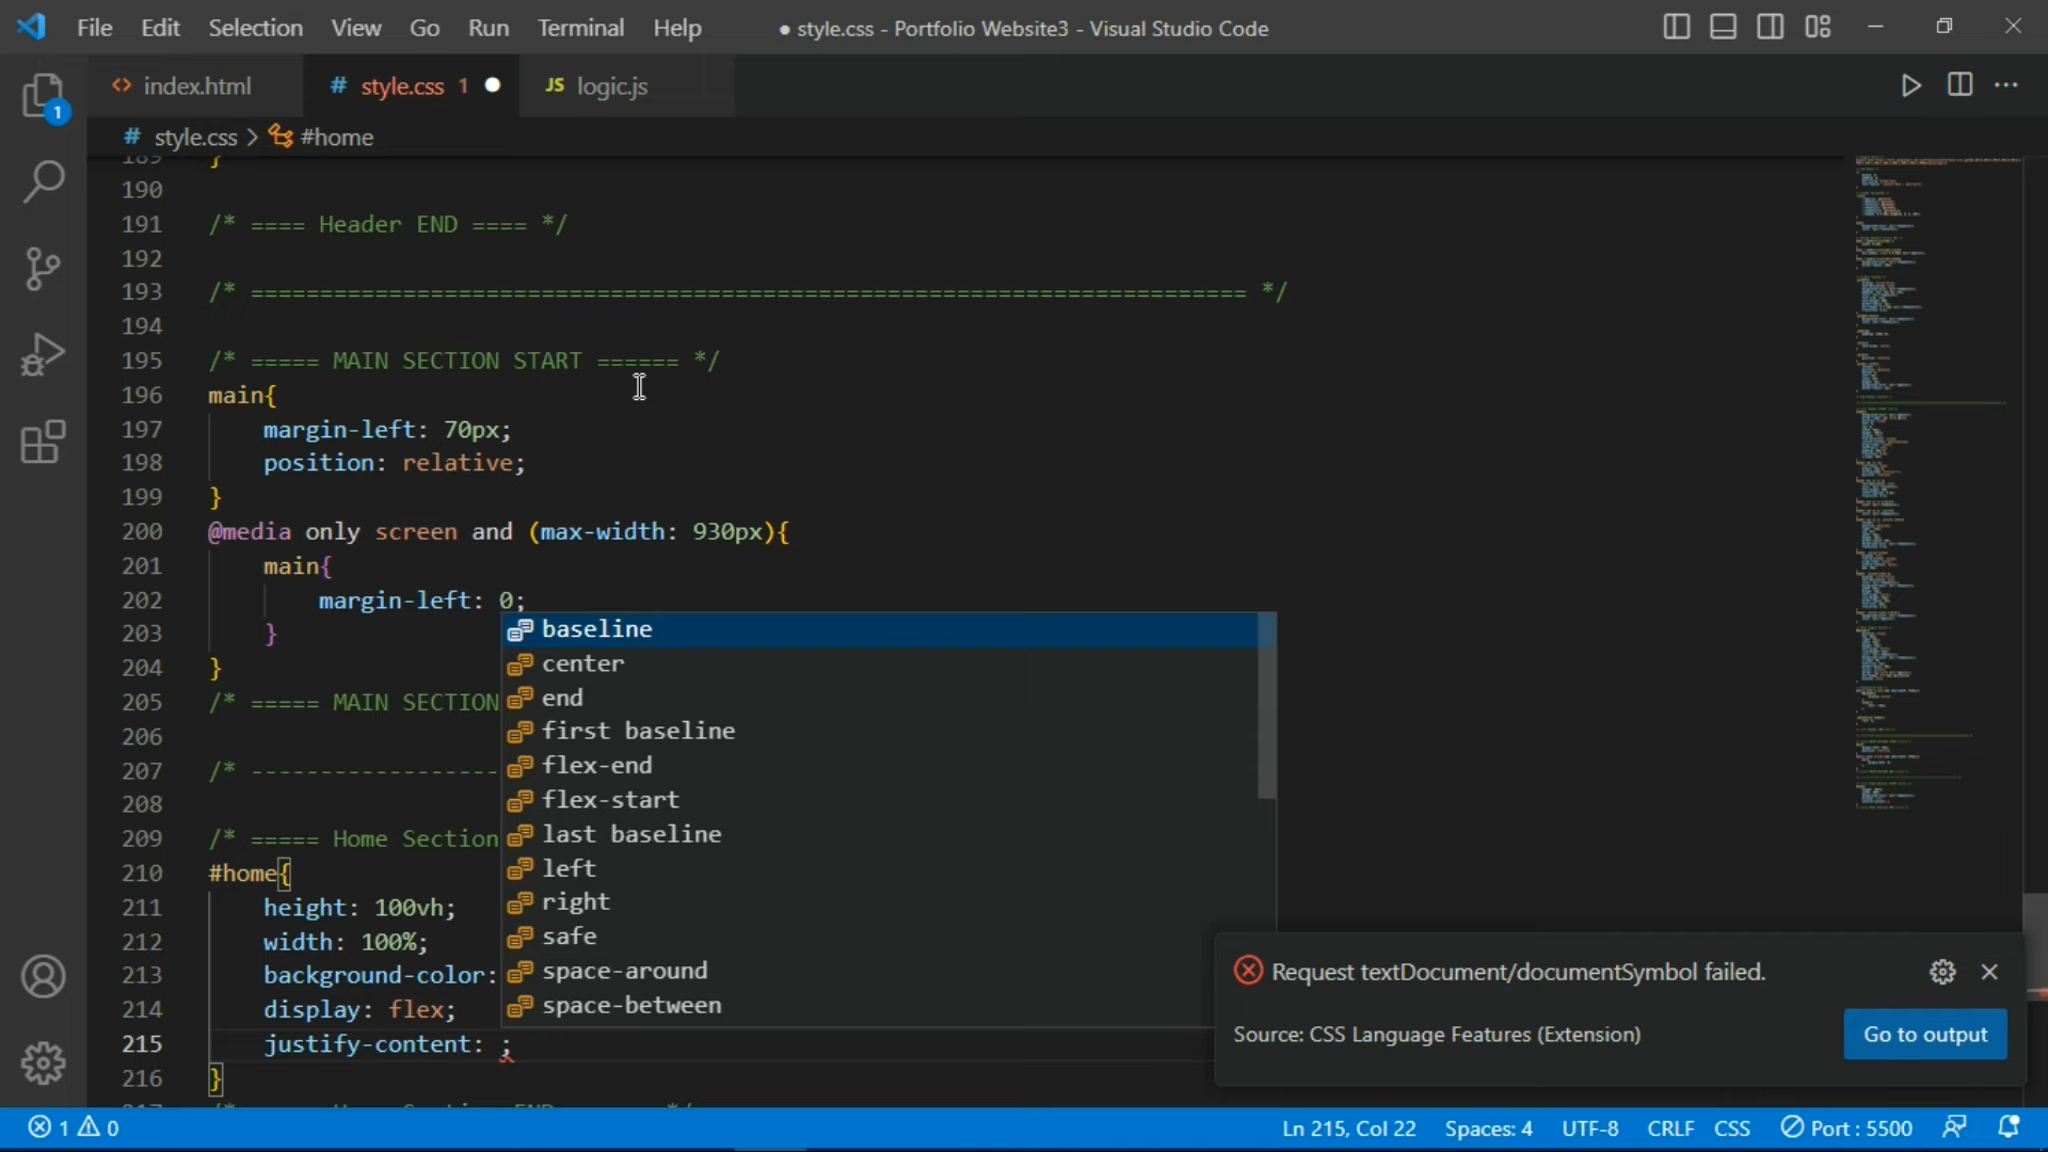 File Edit Selection View Go Run Terminal Help ● style.css - Portfolio Website3 - Visual Studio Code
<> index.html # style.css 1 ● JS logic.js
# style.css > #home
189 }
190
191 /* ==== Header END ==== */
192
193 /* ======================================================================== */
194
195 /* ===== MAIN SECTION START ====== */
196 main{
197 margin-left: 70px;
198 position: relative;
199 }
200 @media only screen and (max-width: 930px){
201 main{
202 margin-left: 0;
203 }
204 }
205 /* ===== MAIN SECTION
206
207 /* ------------------
208
209 /* ===== Home Section
210 #home{
211 height: 100vh;
212 width: 100%;
213 background-color:
214 display: flex;
215 justify-content: ;
216 }
baseline
center
end
first baseline
flex-end
flex-start
last baseline
left
right
safe
space-around
space-between
1
Request textDocument/documentSymbol failed.
Source: CSS Language Features (Extension)
Go to output
1 0 Ln 215, Col 22 Spaces: 4 UTF-8 CRLF CSS Port : 5500